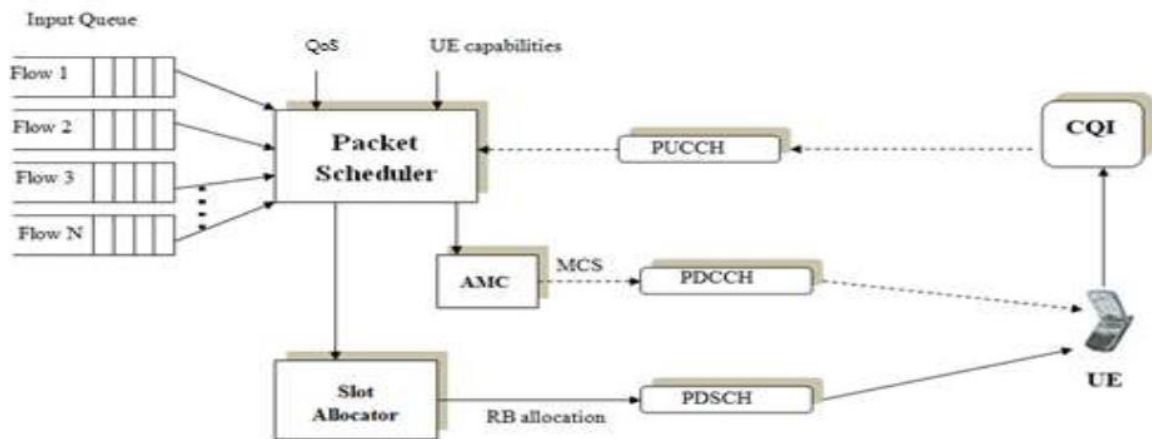 Input Queue
QoS
UE capabilities
Flow 1
Flow 2
Flow 3
Flow N
Packet
Scheduler
PUCCH
CQI
AMC
MCS
PDCCH
UE
Slot
Allocator
RB allocation
PDSCH